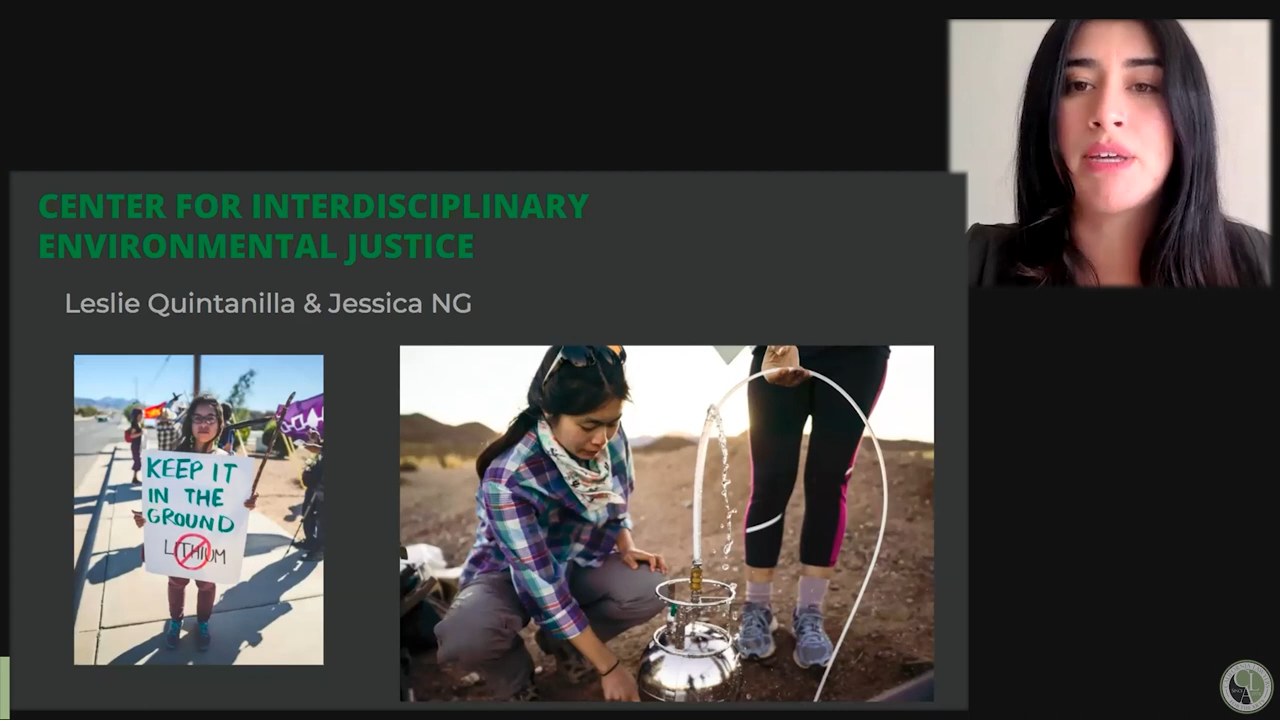 CENTER FOR INTERDISCIPLINARY
ENVIRONMENTAL JUSTICE
Leslie Quintanilla & Jessica NG
KEEP IT
IN THE
GROUND
LITHIUM